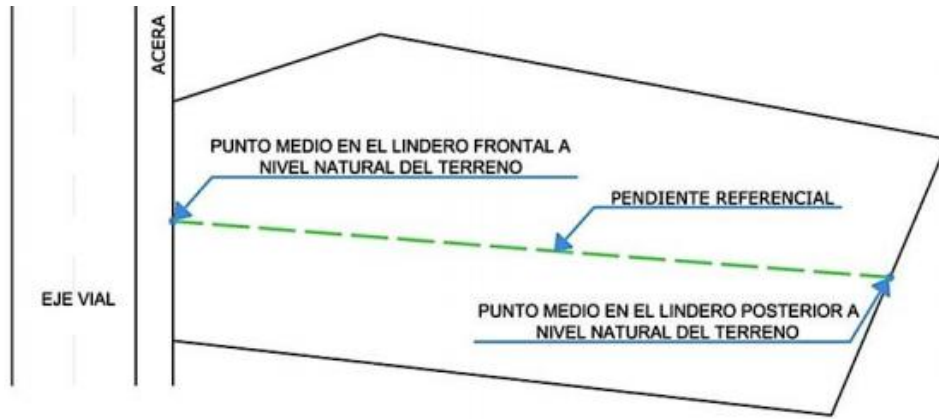 ACERA
PUNTO MEDIO EN EL LINDERO FRONTAL A
NIVEL NATURAL DEL TERRENO
PENDIENTE REFERENCIAL
EJE VIAL
PUNTO MEDIO EN EL LINDERO POSTERIOR A
NIVEL NATURAL DEL TERRENO